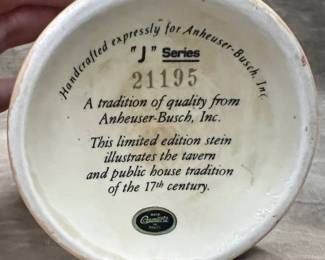 Handcrafted expressly for Anheuser-Busch, Inc.
"J" Series
21195
A tradition of quality from
Anheuser-Busch, Inc.
This limited edition stein
illustrates the tavern
and public house tradition
of the 17th century.